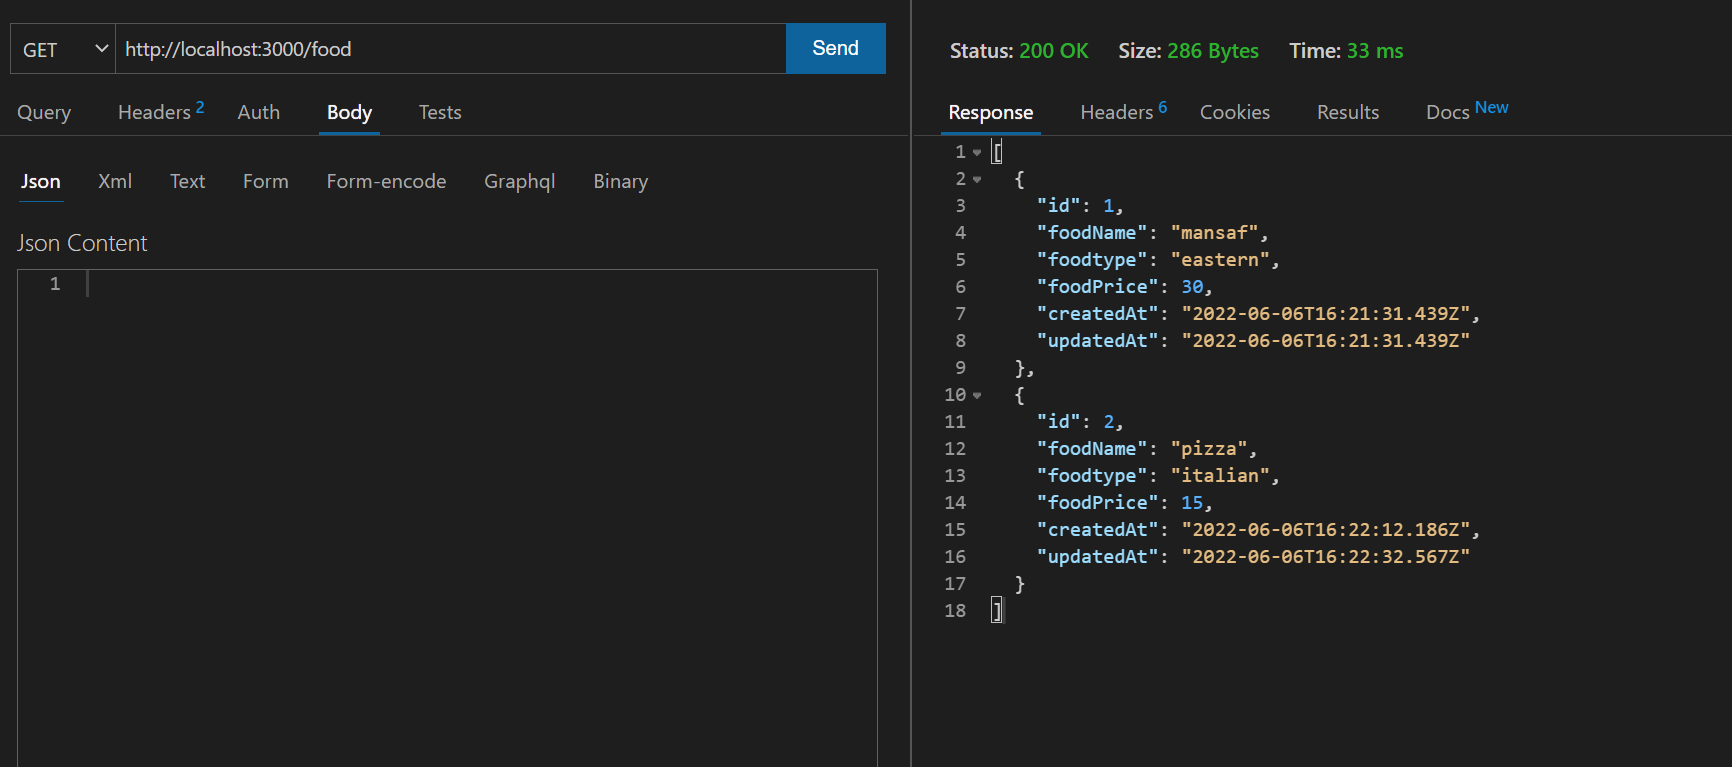 GET http://localhost:3000/food Send
Query Headers 2 Auth Body Tests
Json Xml Text Form Form-encode Graphql Binary
Json Content
1
Status: 200 OK Size: 286 Bytes Time: 33 ms
Response Headers 6 Cookies Results Docs New
1 [
2 {
3 "id": 1,
4 "foodName": "mansaf",
5 "foodtype": "eastern",
6 "foodPrice": 30,
7 "createdAt": "2022-06-06T16:21:31.439Z",
8 "updatedAt": "2022-06-06T16:21:31.439Z"
9 },
10 {
11 "id": 2,
12 "foodName": "pizza",
13 "foodtype": "italian",
14 "foodPrice": 15,
15 "createdAt": "2022-06-06T16:22:12.186Z",
16 "updatedAt": "2022-06-06T16:22:32.567Z"
17 }
18 ]